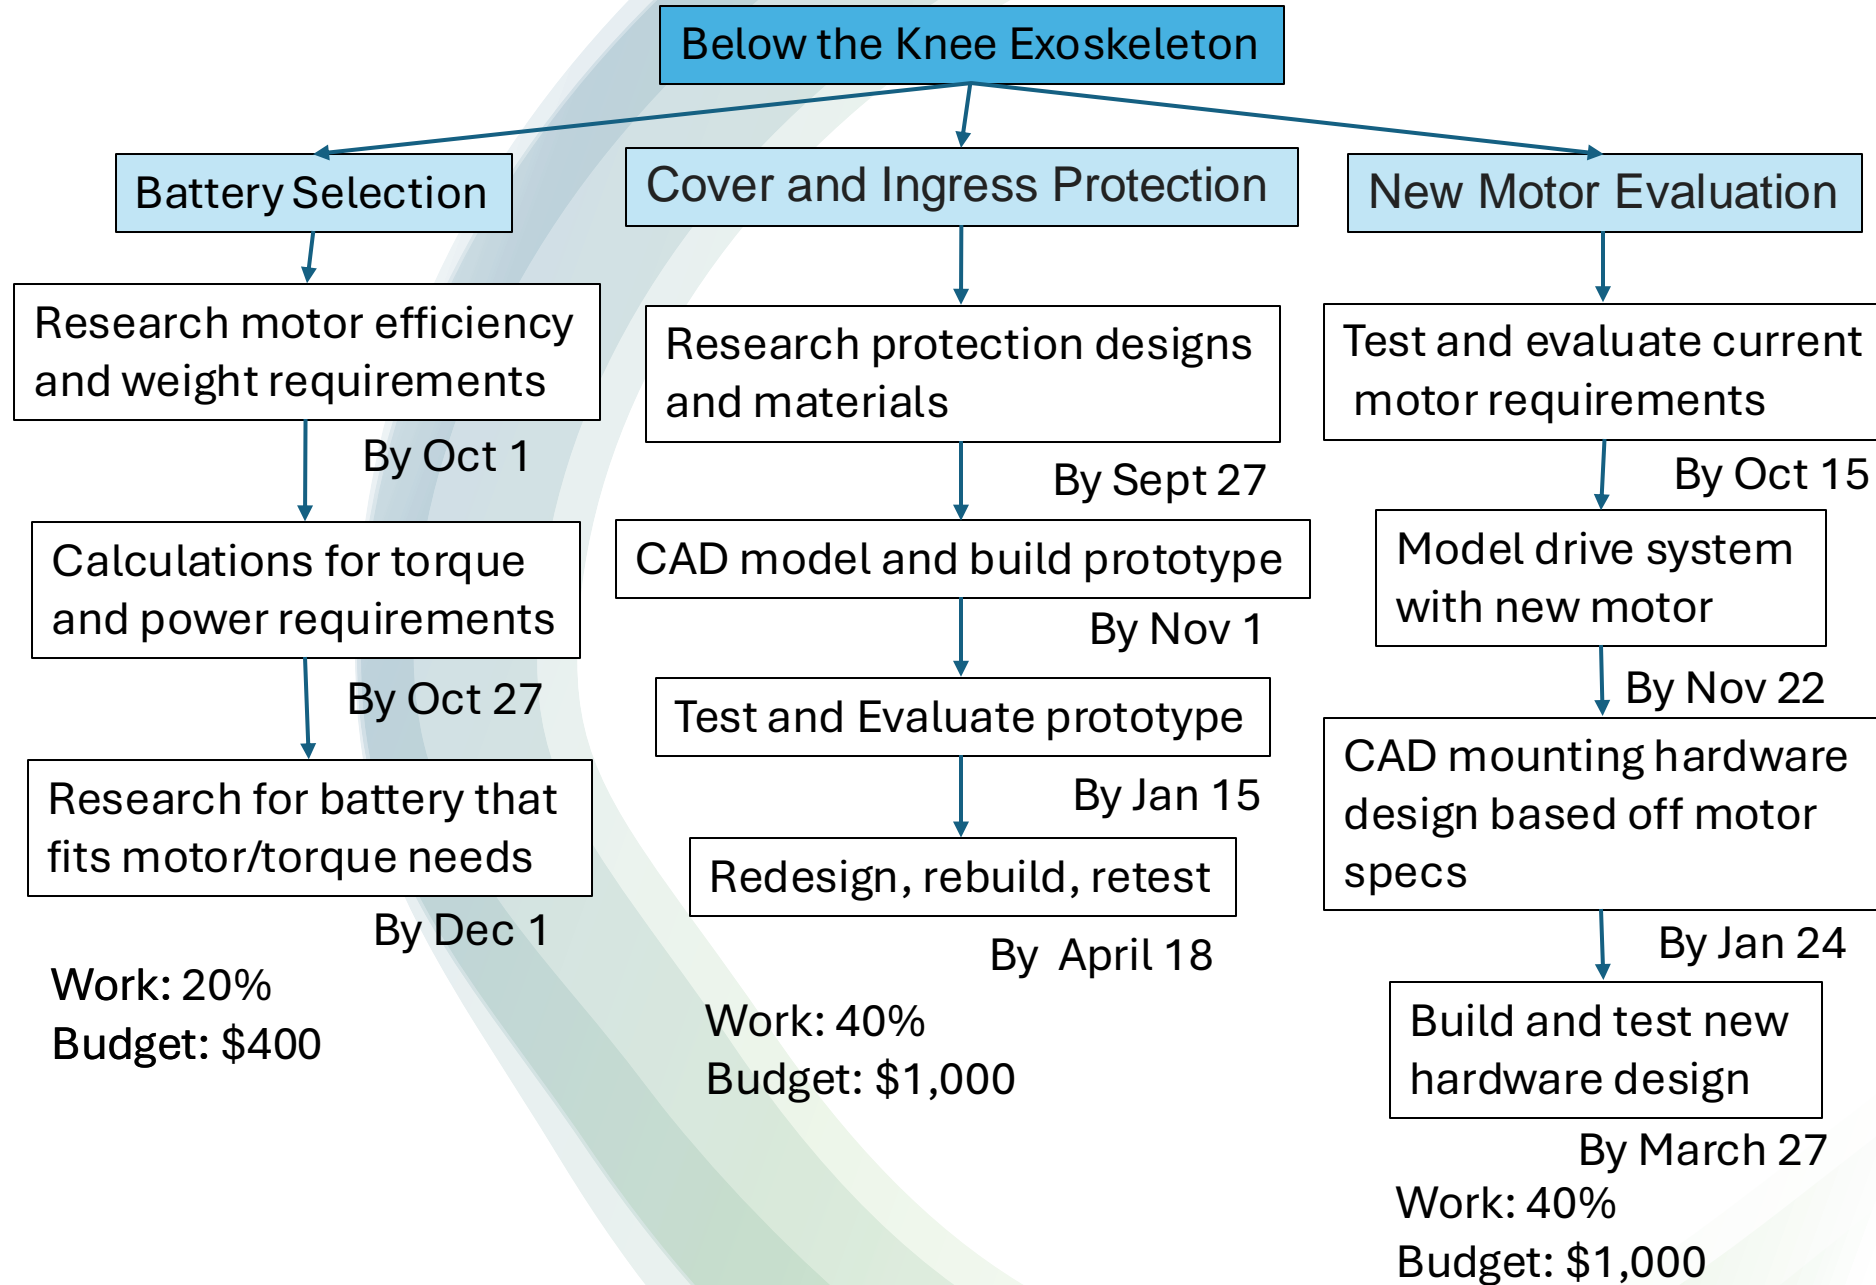 Below the Knee Exoskeleton
Battery Selection
Research motor efficiency
and weight requirements
By Oct 1
Calculations for torque
and power requirements
By Oct 27
Research for battery that
fits motor/torque needs
By Dec 1
Work: 20%
Budget: $400
Cover and Ingress Protection
Research protection designs
and materials
By Sept 27
CAD model and build prototype
By Nov 1
Test and Evaluate prototype
By Jan 15
Redesign, rebuild, retest
By April 18
Work: 40%
Budget: $1,000
New Motor Evaluation
Test and evaluate current
motor requirements
By Oct 15
Model drive system
with new motor
By Nov 22
CAD mounting hardware
design based off motor
specs
By Jan 24
Build and test new
hardware design
By March 27
Work: 40%
Budget: $1,000